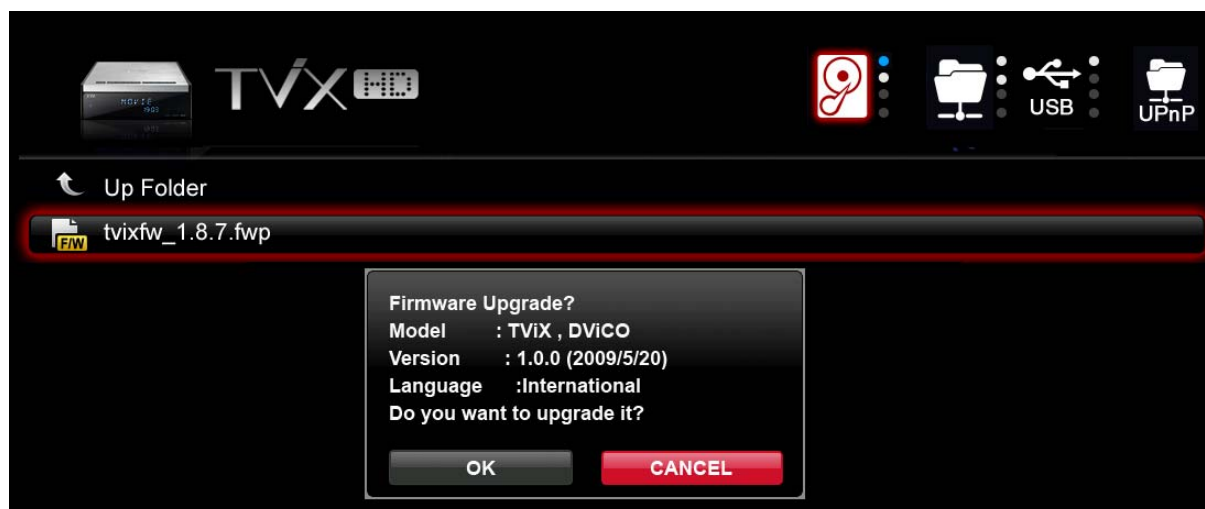 TViX HD
USB
UPnP
Up Folder
F/W tvixfw_1.8.7.fwp
Firmware Upgrade?
Model : TViX , DViCO
Version : 1.0.0 (2009/5/20)
Language :International
Do you want to upgrade it?
OK CANCEL